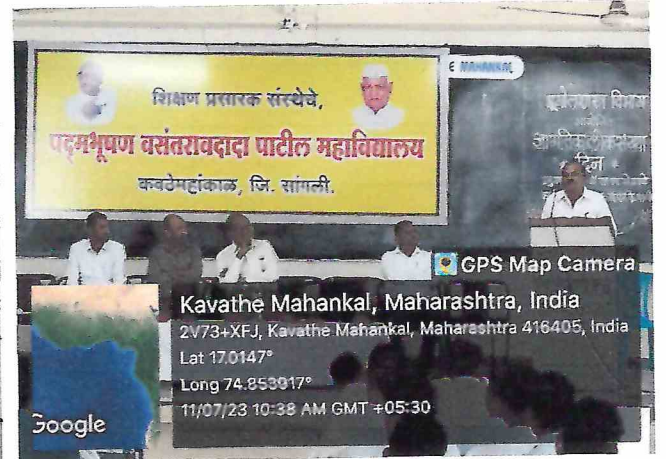 शिक्षण प्रसारक संस्थेचे,
पद्मभूषण वसंतरावदादा पाटील महाविद्यालय
कवठेमहांकाळ, जि. सांगली.
E MAHANKAL
भूगोलशास्त्र विभाग
दिन
GPS Map Camera
Kavathe Mahankal, Maharashtra, India
2V73+XFJ, Kavathe Mahankal, Maharashtra 416405, India
Lat 17.0147°
Long 74.853917°
11/07/23 10:38 AM GMT +05:30
Google